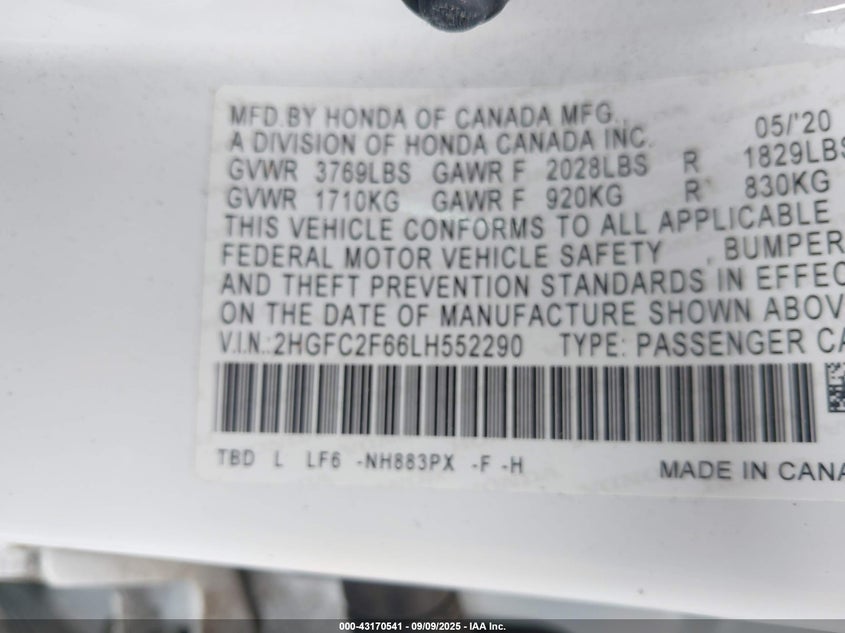 MFD. BY HONDA OF CANADA MFG.,
A DIVISION OF HONDA CANADA INC. 05/'20
GVWR 3769LBS GAWR F 2028LBS R 1829LBS
GVWR 1710KG GAWR F 920KG R 830KG
THIS VEHICLE CONFORMS TO ALL APPLICABLE
FEDERAL MOTOR VEHICLE SAFETY , BUMPER
AND THEFT PREVENTION STANDARDS IN EFFEC
ON THE DATE OF MANUFACTURE SHOWN ABOV
V.I.N.:2HGFC2F66LH552290 TYPE: PASSENGER CA
TBD L LF6 -NH883PX -F -H MADE IN CANA
000-43170541 - 09/09/2025 - IAA Inc.